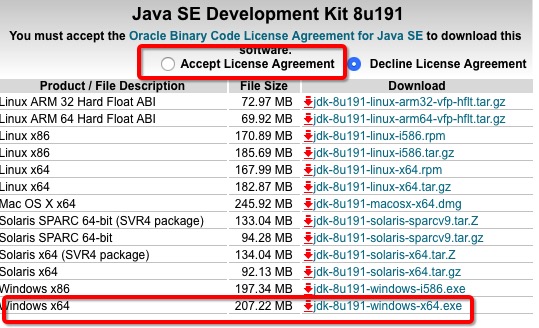 Java SE Development Kit 8u191
You must accept the Oracle Binary Code License Agreement for Java SE to download this
software.
Accept License Agreement Decline License Agreement
Product / File Description File Size Download
Linux ARM 32 Hard Float ABI 72.97 MB jdk-8u191-linux-arm32-vfp-hflt.tar.gz
Linux ARM 64 Hard Float ABI 69.92 MB jdk-8u191-linux-arm64-vfp-hflt.tar.gz
Linux x86 170.89 MB jdk-8u191-linux-i586.rpm
Linux x86 185.69 MB jdk-8u191-linux-i586.tar.gz
Linux x64 167.99 MB jdk-8u191-linux-x64.rpm
Linux x64 182.87 MB jdk-8u191-linux-x64.tar.gz
Mac OS X x64 245.92 MB jdk-8u191-macosx-x64.dmg
Solaris SPARC 64-bit (SVR4 package) 133.04 MB jdk-8u191-solaris-sparcv9.tar.Z
Solaris SPARC 64-bit 94.28 MB jdk-8u191-solaris-sparcv9.tar.gz
Solaris x64 (SVR4 package) 134.04 MB jdk-8u191-solaris-x64.tar.Z
Solaris x64 92.13 MB jdk-8u191-solaris-x64.tar.gz
Windows x86 197.34 MB jdk-8u191-windows-i586.exe
Windows x64 207.22 MB jdk-8u191-windows-x64.exe